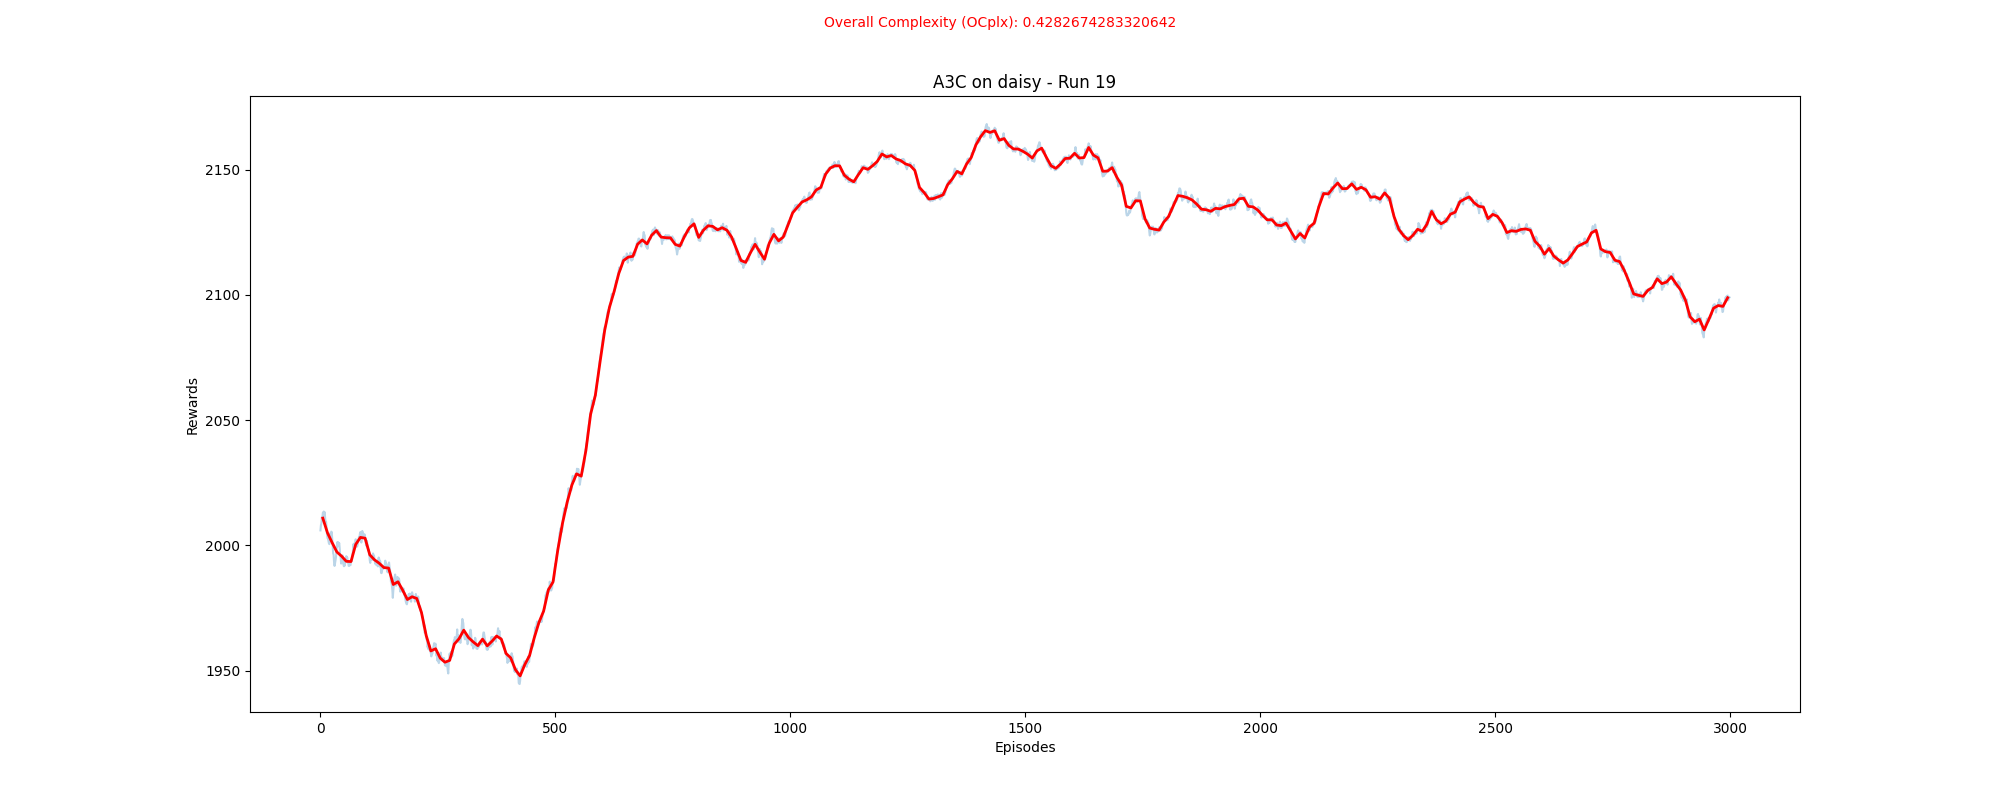 Overall Complexity (OCplx): 0.4282674283320642
A3C on daisy - Run 19
2150
2100
2050
2000
1950
Rewards
0 500 1000 1500 2000 2500 3000
Episodes